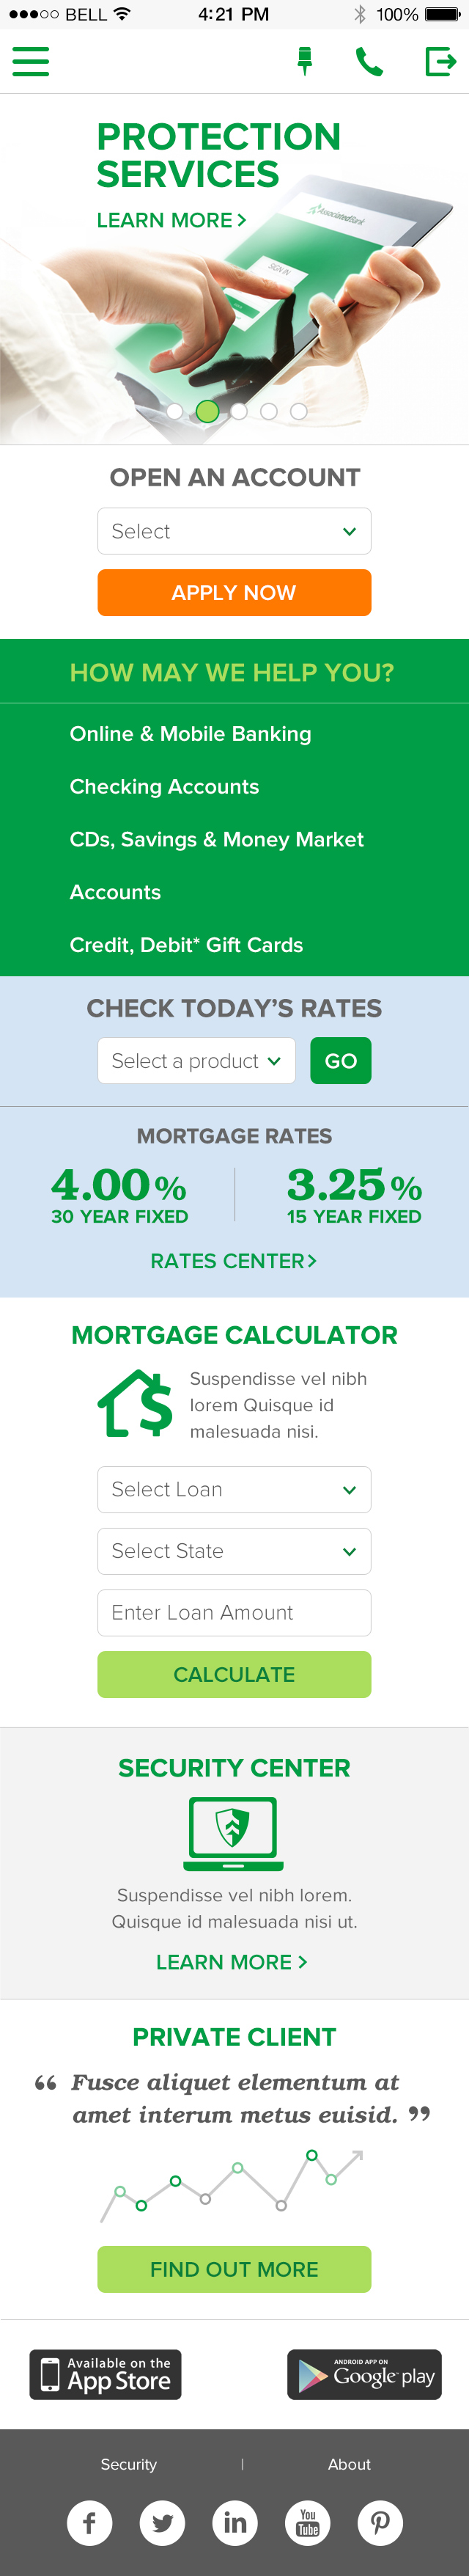 BELL 4:21 PM 100%
PROTECTION
SERVICES
LEARN MORE >
AssociatedBank
SIGN IN
OPEN AN ACCOUNT
Select
APPLY NOW
HOW MAY WE HELP YOU?
Online & Mobile Banking
Checking Accounts
CDs, Savings & Money Market
Accounts
Credit, Debit* Gift Cards
CHECK TODAY'S RATES
Select a product
GO
MORTGAGE RATES
4.00% 3.25%
30 YEAR FIXED 15 YEAR FIXED
RATES CENTER >
MORTGAGE CALCULATOR
Suspendisse vel nibh
lorem Quisque id
malesuada nisi.
Select Loan
Select State
Enter Loan Amount
CALCULATE
SECURITY CENTER
Suspendisse vel nibh lorem.
Quisque id malesuada nisi ut.
LEARN MORE >
PRIVATE CLIENT
“ Fusce aliquet elementum at
amet interum metus euisid. ”
FIND OUT MORE
Available on the
App Store
ANDROID APP ON
Google play
Security | About
f in You
Tube